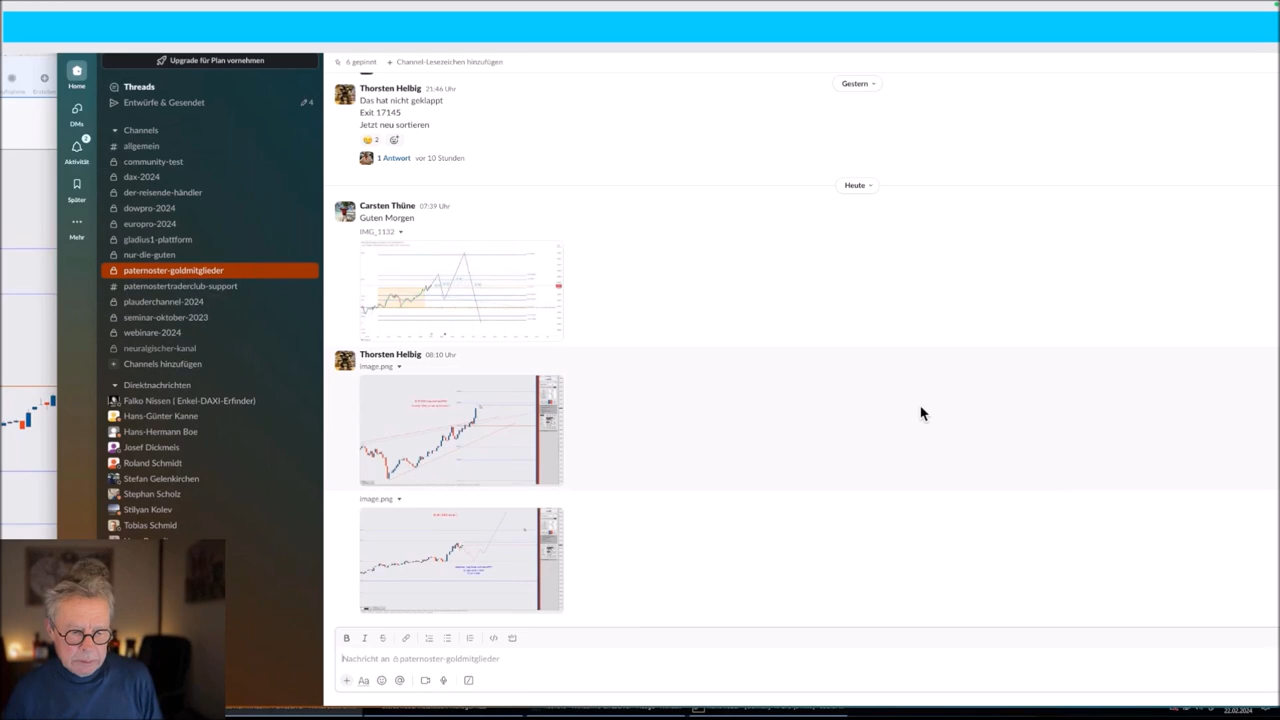 Upgrade für Plan vornehmen
Home
DMs
2
Aktivität
Später
Mehr
Threads
Entwürfe & Gesendet
4
Channels
# allgemein
community-test
dax-2024
der-reisende-händler
dowpro-2024
europro-2024
gladius1-plattform
nur-die-guten
paternoster-goldmitglieder
# paternostertraderclub-support
plauderchannel-2024
seminar-oktober-2023
webinare-2024
neuralgischer-kanal
+ Channels hinzufügen
Direktnachrichten
Falko Nissen ( Enkel-DAXI-Erfinder)
Hans-Günter Kanne
Hans-Hermann Boe
Josef Dickmeis
Roland Schmidt
Stefan Gelenkirchen
Stephan Scholz
Stilyan Kolev
Tobias Schmid
6 gepinnt + Channel-Lesezeichen hinzufügen
Gestern
Thorsten Helbig 21:46 Uhr
Das hat nicht geklappt
Exit 17145
Jetzt neu sortieren
2
1 Antwort vor 10 Stunden
Heute
Carsten Thüne 07:39 Uhr
Guten Morgen
IMG_1132
Thorsten Helbig 08:10 Uhr
image.png
image.png
Nachricht an paternoster-goldmitglieder
22.02.2024